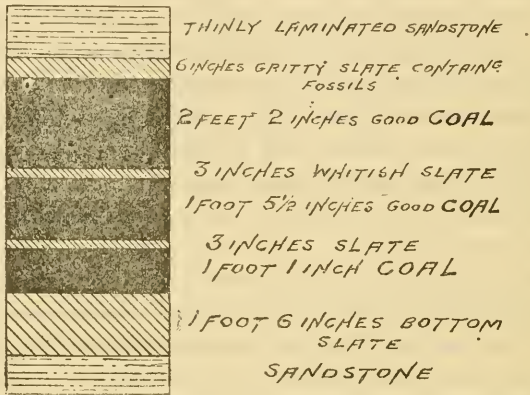 THINLY LAMINATED SANDSTONE
6 INCHES GRITTY SLATE CONTAINING
FOSSILS
2 FEET 2 INCHES GOOD COAL
3 INCHES WHITISH SLATE
1 FOOT 5 1/2 INCHES GOOD COAL
3 INCHES SLATE
1 FOOT 1 INCH COAL
1 FOOT 6 INCHES BOTTOM
SLATE
SANDSTONE